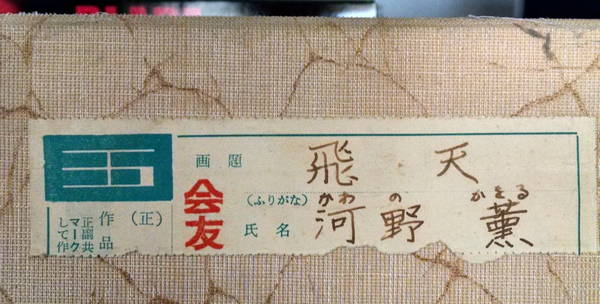 画題 飛天
会友
(ふりがな) かわ の かをる
氏名 河野 薫
(正)
作品
正副共
マーク
して作